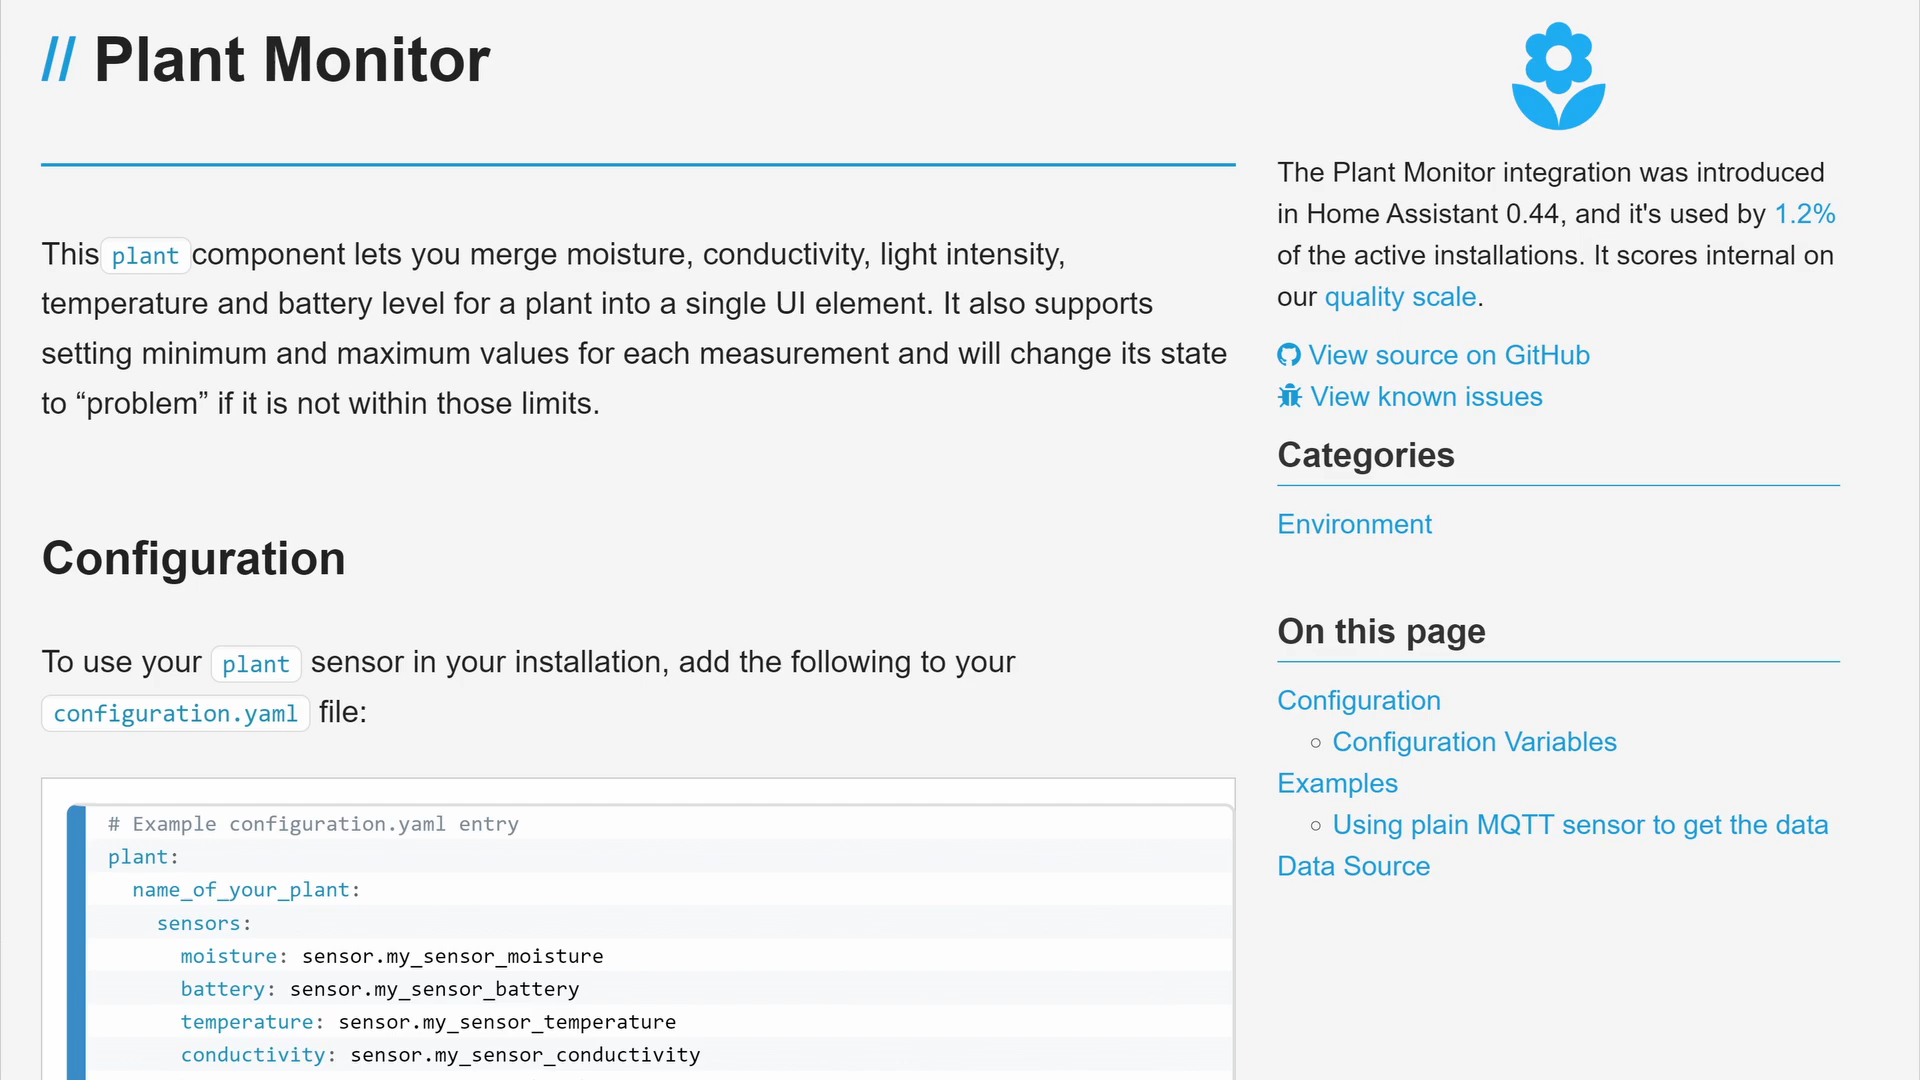 // Plant Monitor
This plant component lets you merge moisture, conductivity, light intensity,
temperature and battery level for a plant into a single UI element. It also supports
setting minimum and maximum values for each measurement and will change its state
to “problem” if it is not within those limits.
Configuration
To use your plant sensor in your installation, add the following to your
configuration.yaml file:
# Example configuration.yaml entry
plant:
  name_of_your_plant:
    sensors:
      moisture: sensor.my_sensor_moisture
      battery: sensor.my_sensor_battery
      temperature: sensor.my_sensor_temperature
      conductivity: sensor.my_sensor_conductivity
The Plant Monitor integration was introduced
in Home Assistant 0.44, and it's used by 1.2%
of the active installations. It scores internal on
our quality scale.
View source on GitHub
View known issues
Categories
Environment
On this page
Configuration
Configuration Variables
Examples
Using plain MQTT sensor to get the data
Data Source